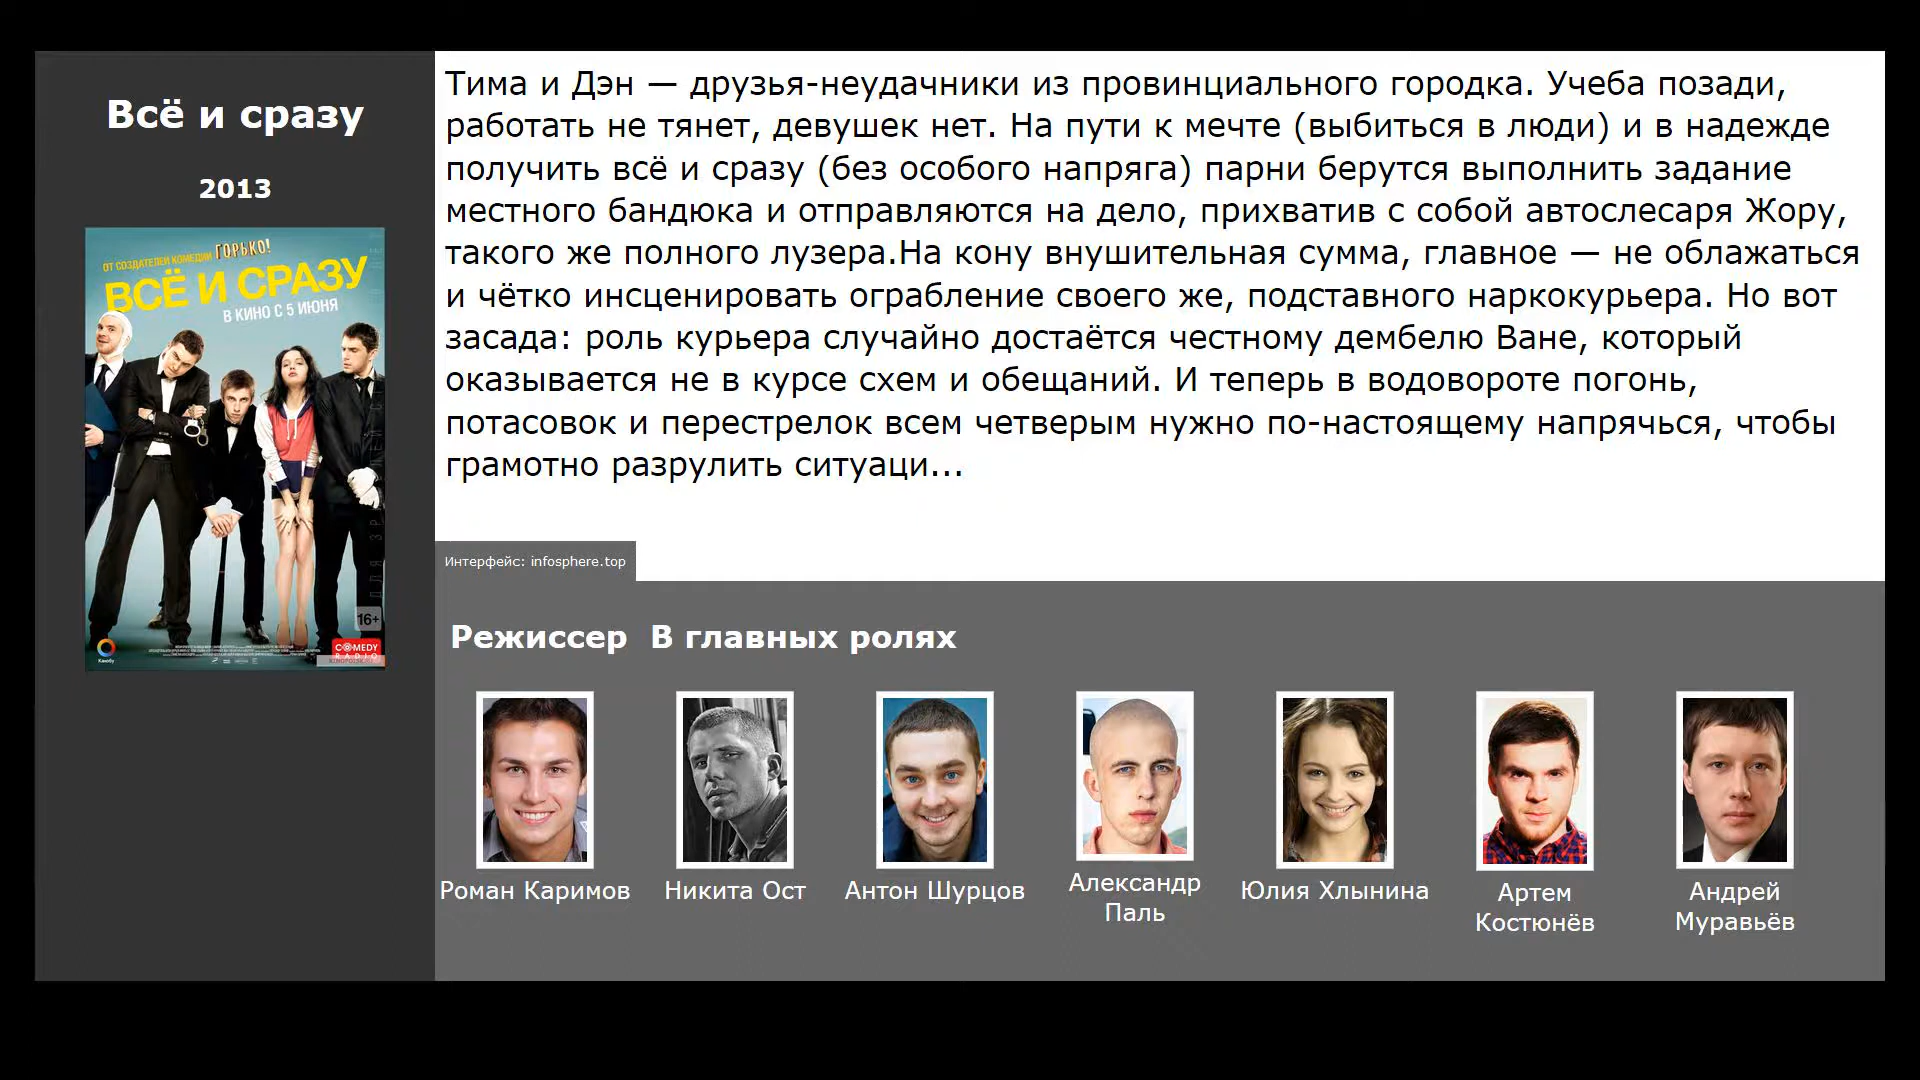 Всё и сразу
2013
ОТ СОЗДАТЕЛЕЙ КОМЕДИИ ГОРЬКО!
ВСЁ И СРАЗУ
В КИНО С 5 ИЮНЯ
16+
COMEDY
RADIO
Тима и Дэн — друзья-неудачники из провинциального городка. Учеба позади,
работать не тянет, девушек нет. На пути к мечте (выбиться в люди) и в надежде
получить всё и сразу (без особого напряга) парни берутся выполнить задание
местного бандюка и отправляются на дело, прихватив с собой автослесаря Жору,
такого же полного лузера.На кону внушительная сумма, главное — не облажаться
и чётко инсценировать ограбление своего же, подставного наркокурьера. Но вот
засада: роль курьера случайно достаётся честному дембелю Ване, который
оказывается не в курсе схем и обещаний. И теперь в водовороте погонь,
потасовок и перестрелок всем четверым нужно по-настоящему напрячься, чтобы
грамотно разрулить ситуаци...
Интерфейс: infosphere.top
Режиссер В главных ролях
Роман Каримов
Никита Ост
Антон Шурцов
Александр
Паль
Юлия Хлынина
Артем
Костюнёв
Андрей
Муравьёв